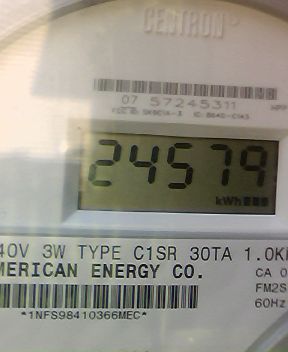 CENTRON
07 57245311
24579
kWh
40V 3W TYPE C1SR 30TA 1.0K
MERICAN ENERGY CO.
CA 0
FM2S
60Hz
*1NFS98410366MEC*